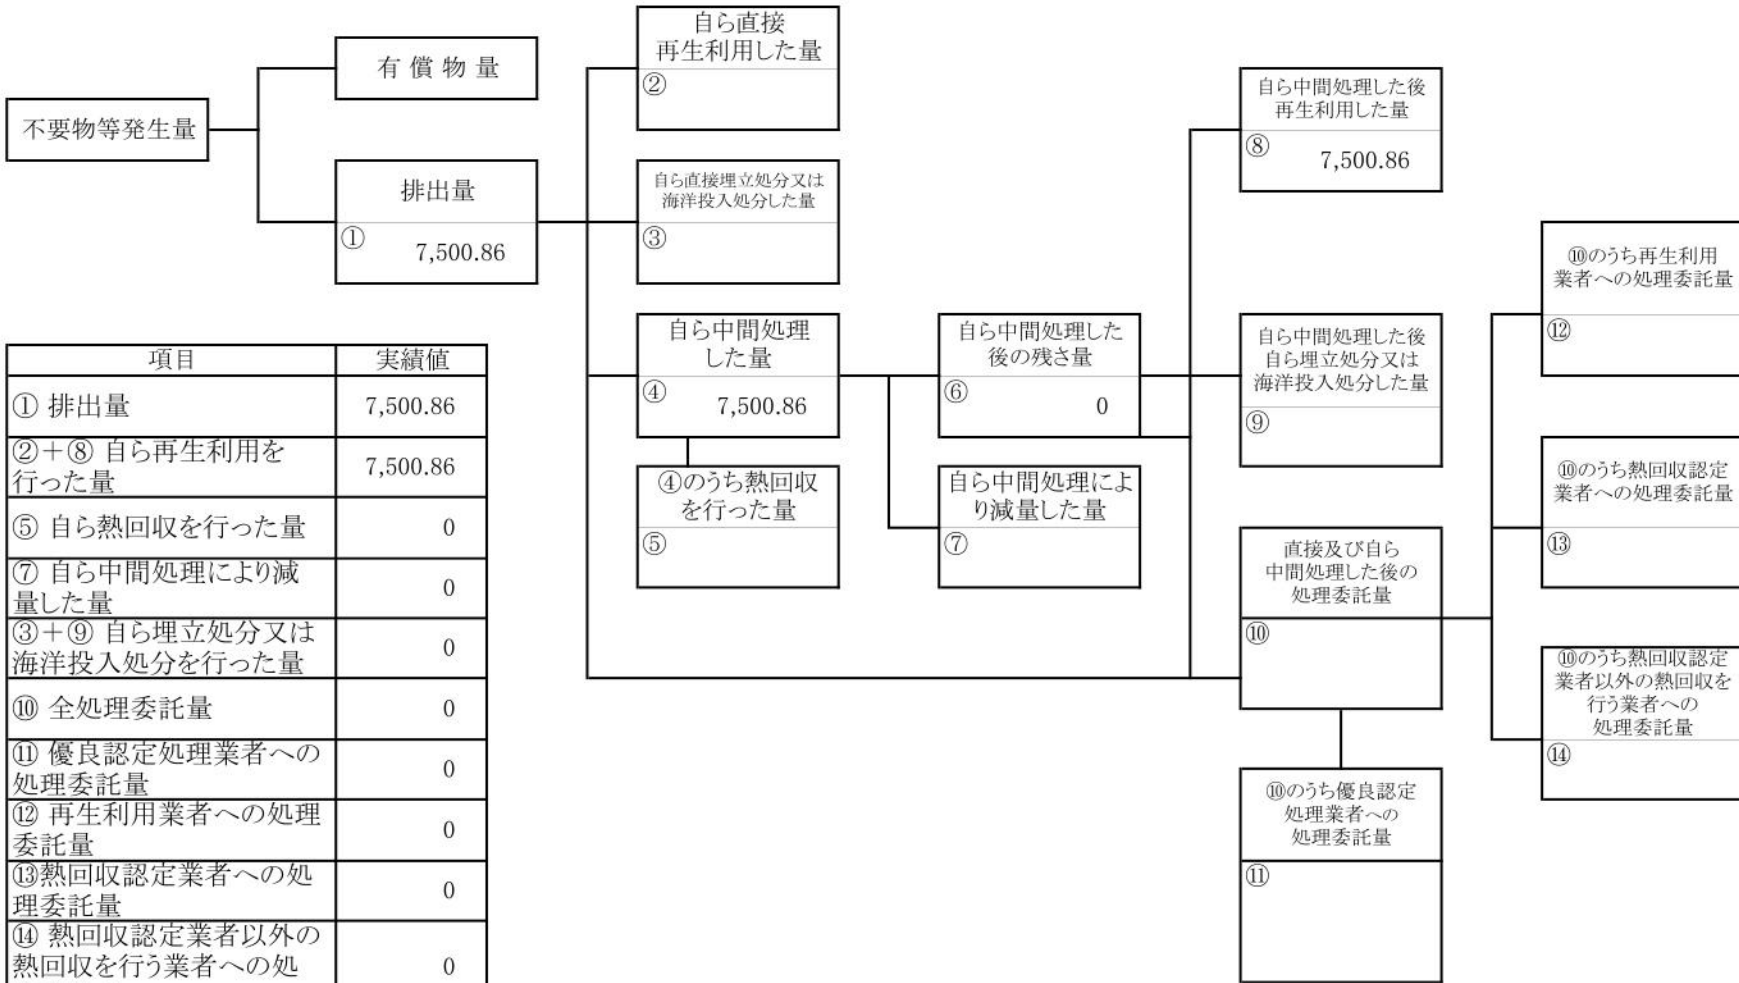 自ら直接
再生利用した量
②
有 償 物 量
不要物等発生量
排出量
① 7,500.86
自ら直接埋立処分又は
海洋投入処分した量
③
自ら中間処理した後
再生利用した量
⑧ 7,500.86
自ら中間処理
した量
④ 7,500.86
自ら中間処理した
後の残さ量
⑥ 0
自ら中間処理した後
自ら埋立処分又は
海洋投入処分した量
⑨
⑩のうち再生利用
業者への処理委託量
⑫
④のうち熱回収
を行った量
⑤
自ら中間処理によ
り減量した量
⑦
⑩のうち熱回収認定
業者への処理委託量
⑬
直接及び自ら
中間処理した後の
処理委託量
⑩
⑩のうち熱回収認定
業者以外の熱回収を
行う業者への
処理委託量
⑭
⑩のうち優良認定
処理業者への
処理委託量
⑪
項目 実績値
① 排出量 7,500.86
②+⑧ 自ら再生利用を
行った量 7,500.86
⑤ 自ら熱回収を行った量 0
⑦ 自ら中間処理により減
量した量 0
③+⑨ 自ら埋立処分又は
海洋投入処分を行った量 0
⑩ 全処理委託量 0
⑪ 優良認定処理業者への
処理委託量 0
⑫ 再生利用業者への処理
委託量 0
⑬熱回収認定業者への処
理委託量 0
⑭ 熱回収認定業者以外の
熱回収を行う業者への処 0